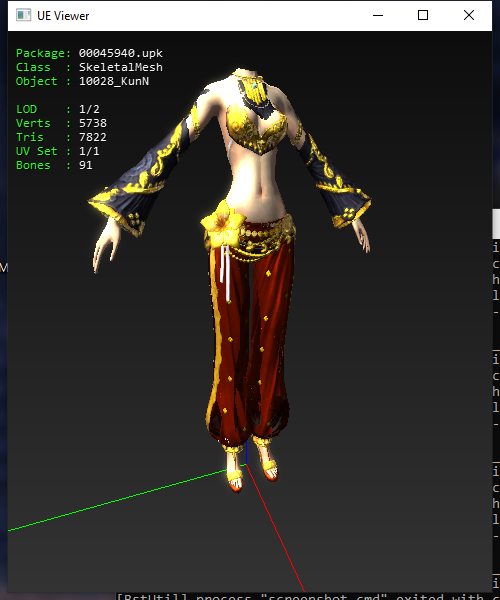 UE Viewer
Package: 00045940.upk
Class : SkeletalMesh
Object : 10028_KunN
LOD : 1/2
Verts : 5738
Tris : 7822
UV Set : 1/1
Bones : 91
M
i
c
h
l
-
i
c
h
l
-
i
c
h
l
-
[BstUtil] process "screenshot.cmd" exited with c